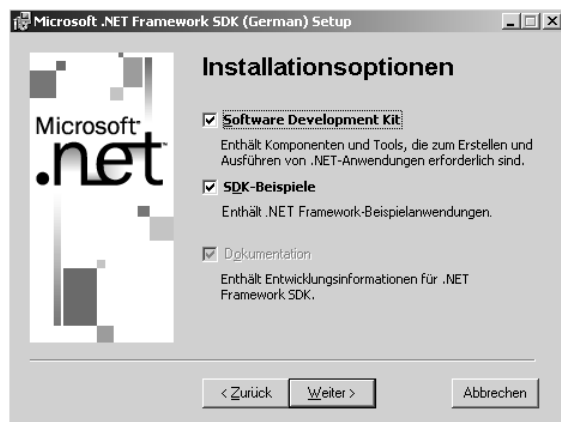 Microsoft .NET Framework SDK (German) Setup
Microsoft
.net
Installationsoptionen
Software Development Kit
Enthält Komponenten und Tools, die zum Erstellen und
Ausführen von .NET-Anwendungen erforderlich sind.
SDK-Beispiele
Enthält .NET Framework-Beispielanwendungen.
Dokumentation
Enthält Entwicklungsinformationen für .NET
Framework SDK.
< Zurück
Weiter >
Abbrechen